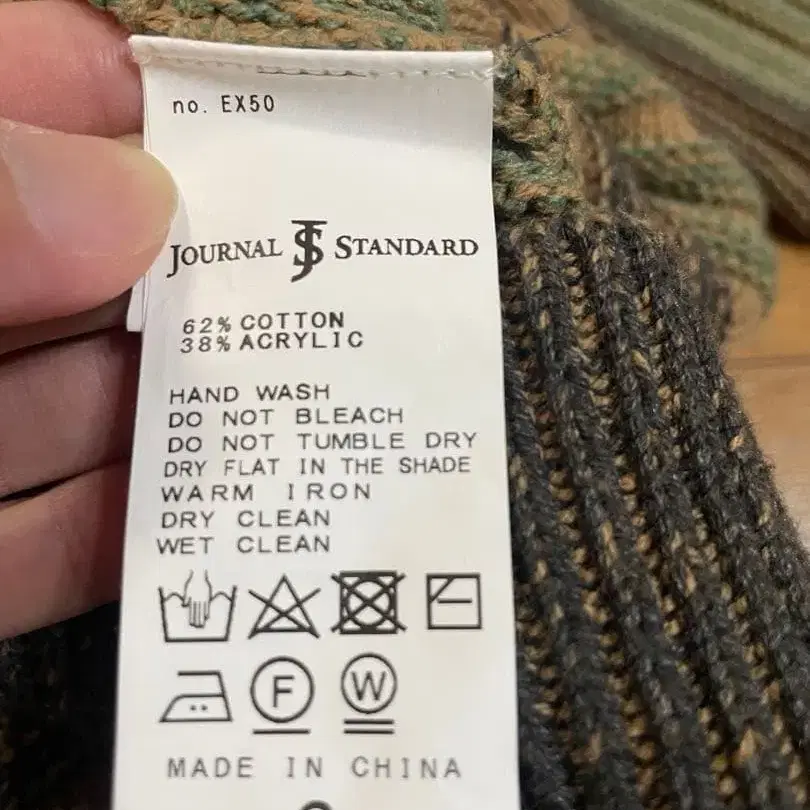 no. EX50
JOURNAL JS STANDARD
62% COTTON
38% ACRYLIC
HAND WASH
DO NOT BLEACH
DO NOT TUMBLE DRY
DRY FLAT IN THE SHADE
WARM IRON
DRY CLEAN
WET CLEAN
F W
MADE IN CHINA